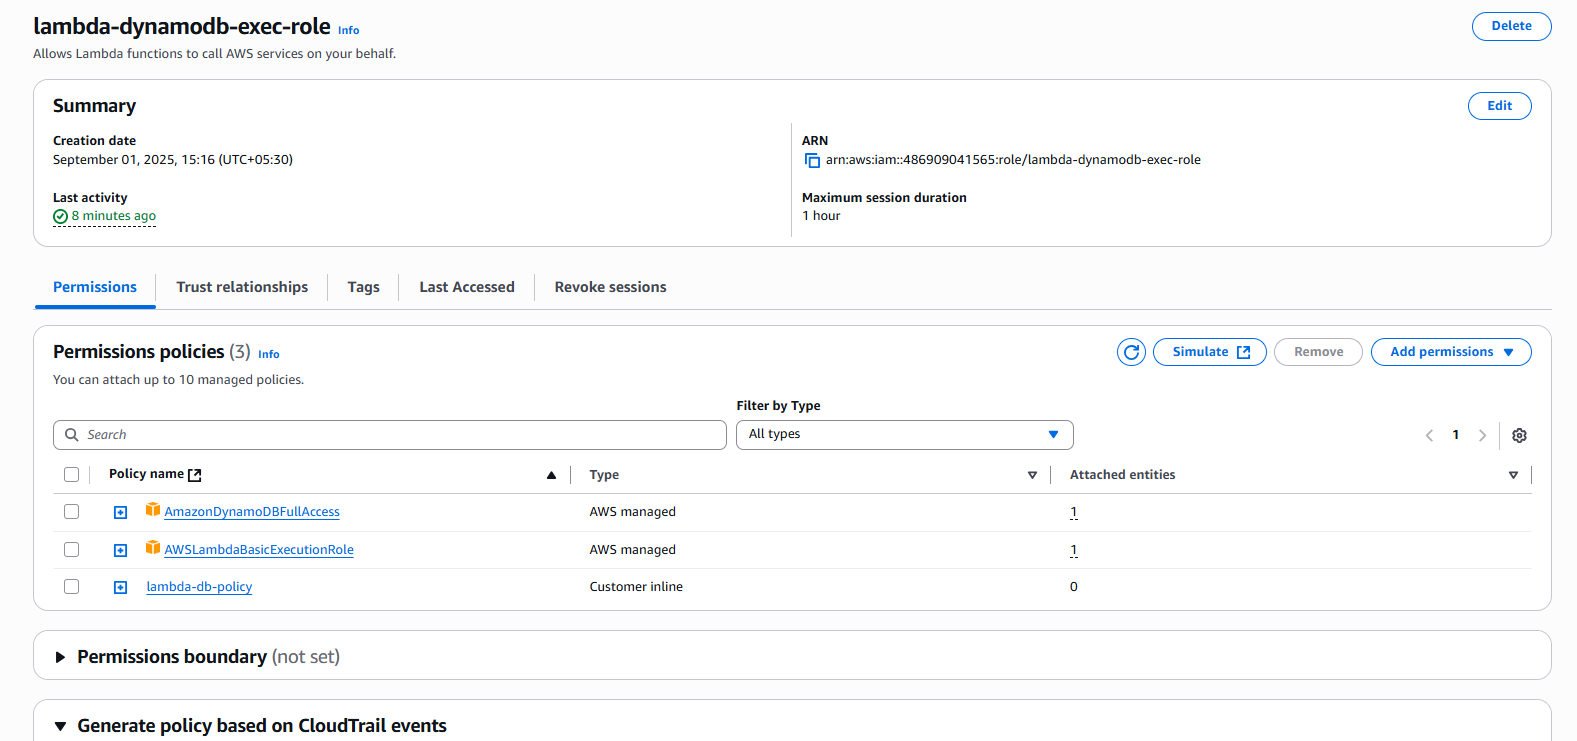 lambda-dynamodb-exec-role Info
Delete
Allows Lambda functions to call AWS services on your behalf.
Summary
Edit
Creation date
September 01, 2025, 15:16 (UTC+05:30)
ARN
arn:aws:iam::486909041565:role/lambda-dynamodb-exec-role
Last activity
8 minutes ago
Maximum session duration
1 hour
Permissions Trust relationships Tags Last Accessed Revoke sessions
Permissions policies (3) Info
Simulate Remove Add permissions
You can attach up to 10 managed policies.
Filter by Type
Search All types 1
Policy name Type Attached entities
AmazonDynamoDBFullAccess AWS managed 1
AWSLambdaBasicExecutionRole AWS managed 1
lambda-db-policy Customer inline 0
Permissions boundary (not set)
Generate policy based on CloudTrail events